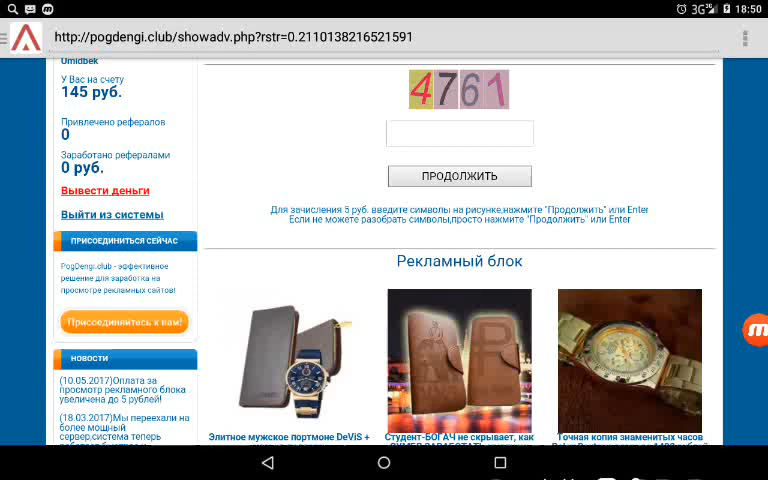 18:50
3G
http://pogdengi.club/showadv.php?rstr=0.2110138216521591
Umidbek
У Вас на счету
145 руб.
Привлечено рефералов
0
Заработано рефералами
0 руб.
Вывести деньги
Выйти из системы
ПРИСОЕДИНИТЬСЯ СЕЙЧАС
PogDengi.club - эффективное
решение для заработка на
просмотре рекламных сайтов!
Присоединяйтесь к нам!
НОВОСТИ
(10.05.2017)Оплата за
просмотр рекламного блока
увеличена до 5 рублей!
(18.03.2017)Мы переехали на
более мощный
сервер,система теперь
4761
ПРОДОЛЖИТЬ
Для зачисления 5 руб. введите символы на рисунке,нажмите "Продолжить" или Enter
Если не можете разобрать символы,просто нажмите "Продолжить" или Enter
Рекламный блок
Элитное мужское портмоне DeViS +
Студент-БОГАЧ не скрывает, как
Точная копия знаменитых часов